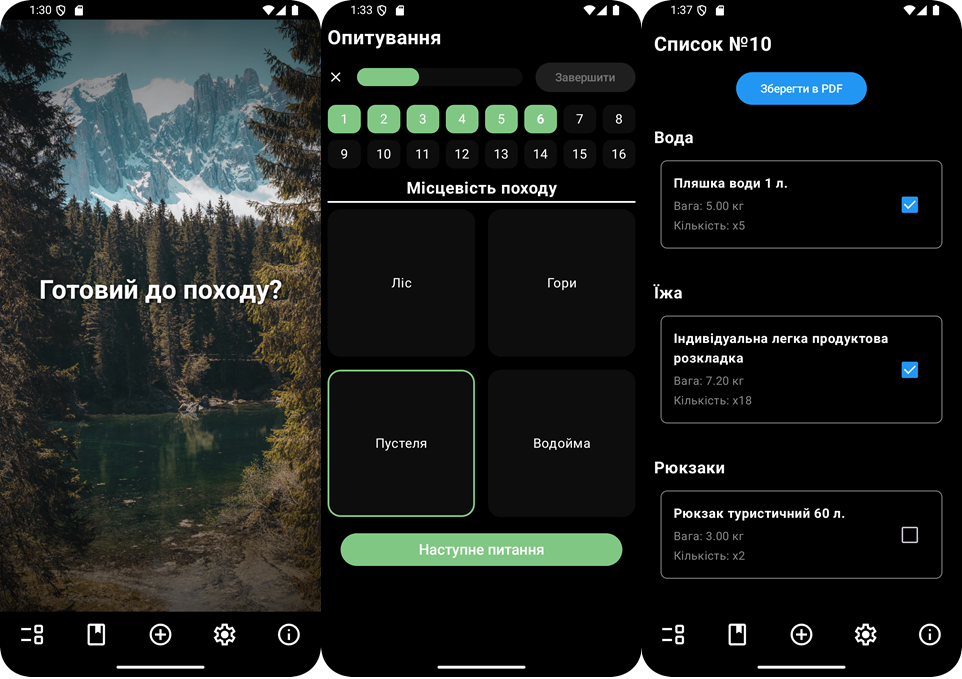 1:30
Готовий до походу?
1:33
Опитування
Завершити
1 2 3 4 5 6 7 8
9 10 11 12 13 14 15 16
Місцевість походу
Ліс Гори
Пустеля Водойма
Наступне питання
1:37
Список №10
Зберегти в PDF
Вода
Пляшка води 1 л.
Вага: 5.00 кг
Кількість: x5
Їжа
Індивідуальна легка продуктова
розкладка
Вага: 7.20 кг
Кількість: x18
Рюкзаки
Рюкзак туристичний 60 л.
Вага: 3.00 кг
Кількість: x2